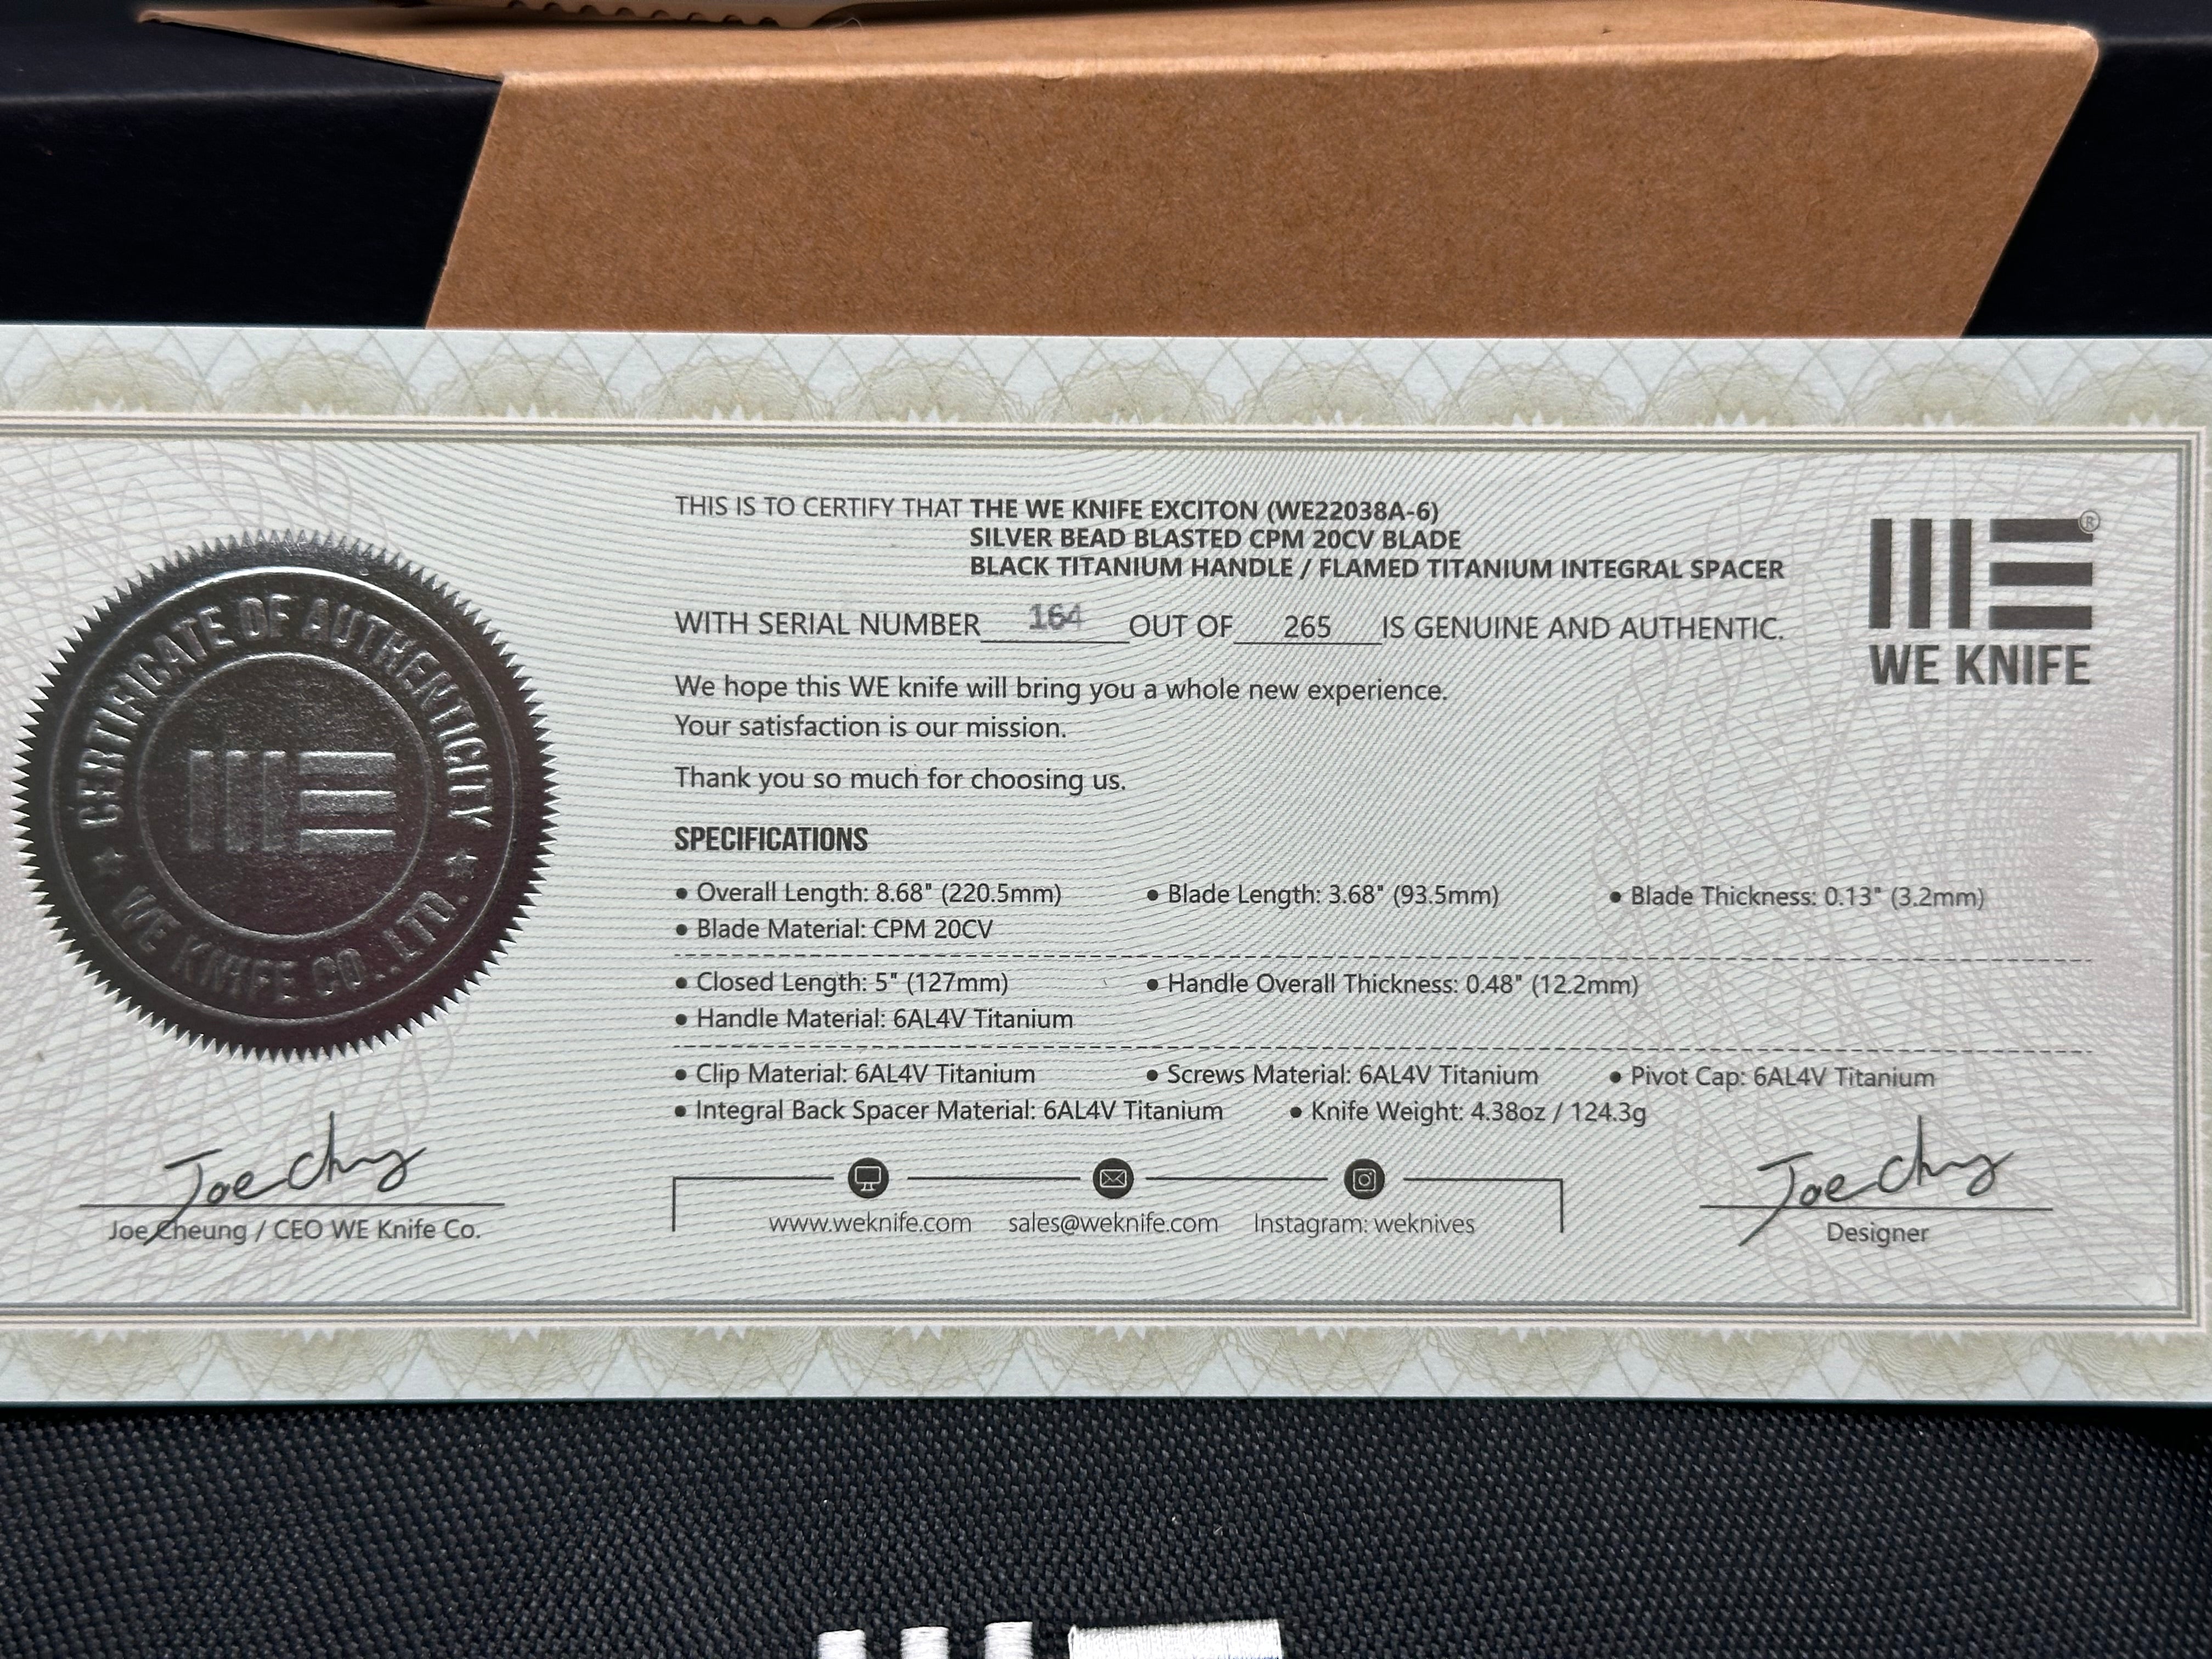 THIS IS TO CERTIFY THAT THE WE KNIFE EXCITON (WE22038A-6)
SILVER BEAD BLASTED CPM 20CV BLADE
BLACK TITANIUM HANDLE / FLAMED TITANIUM INTEGRAL SPACER
WITH SERIAL NUMBER 164 OUT OF 265 IS GENUINE AND AUTHENTIC.
WE®
WE KNIFE
We hope this WE knife will bring you a whole new experience.
Your satisfaction is our mission.
Thank you so much for choosing us.
CERTIFICATE OF AUTHENTICITY
WE
★ WE KNIFE CO., LTD. ★
SPECIFICATIONS
• Overall Length: 8.68" (220.5mm) • Blade Length: 3.68" (93.5mm) • Blade Thickness: 0.13" (3.2mm)
• Blade Material: CPM 20CV
• Closed Length: 5" (127mm) • Handle Overall Thickness: 0.48" (12.2mm)
• Handle Material: 6AL4V Titanium
• Clip Material: 6AL4V Titanium • Screws Material: 6AL4V Titanium • Pivot Cap: 6AL4V Titanium
• Integral Back Spacer Material: 6AL4V Titanium • Knife Weight: 4.38oz / 124.3g
Joe Cheung / CEO WE Knife Co.
www.weknife.com sales@weknife.com Instagram: weknives
Designer